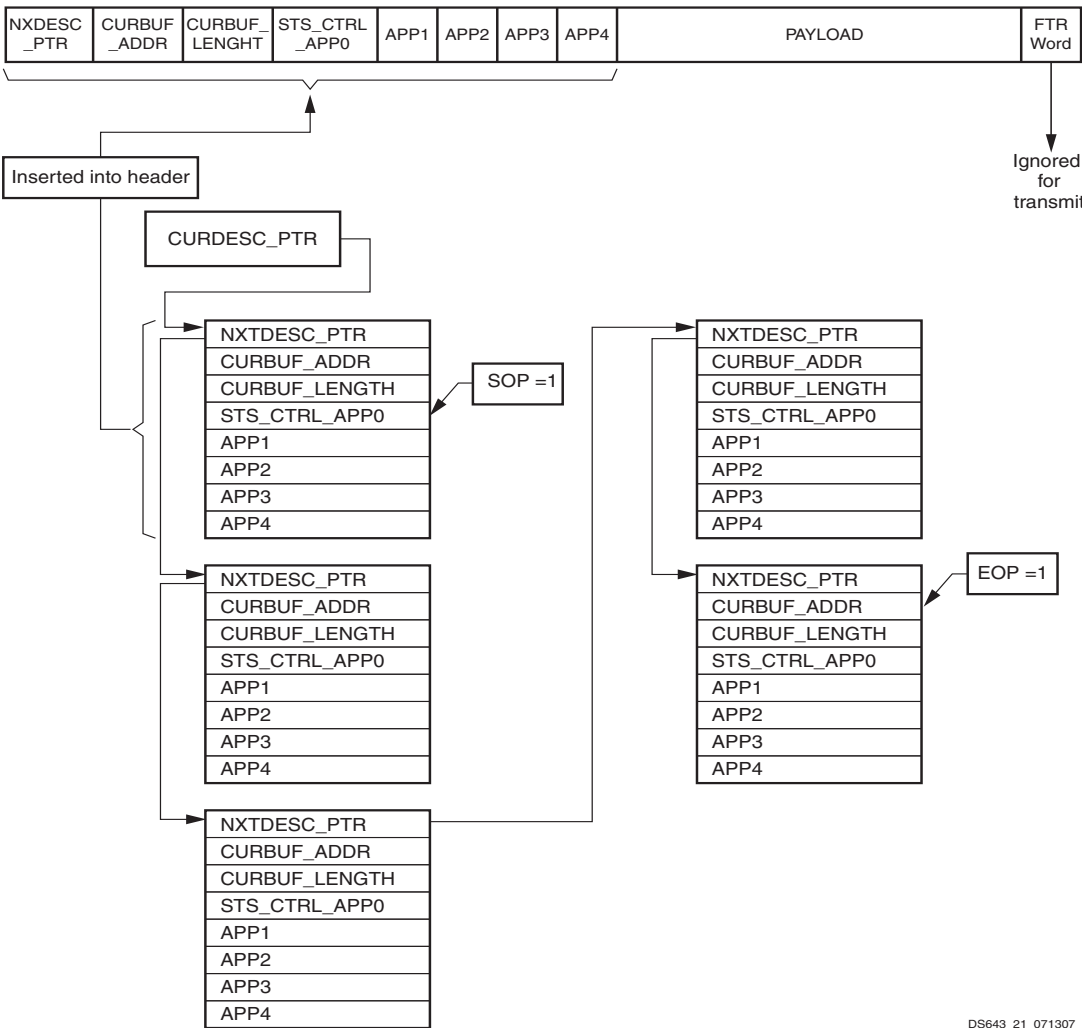 NXDESC
_PTR
CURBUF
_ADDR
CURBUF_
LENGHT
STS_CTRL
_APP0
APP1
APP2
APP3
APP4
PAYLOAD
FTR
Word
Inserted into header
Ignored
for
transmit
CURDESC_PTR
NXTDESC_PTR
CURBUF_ADDR
CURBUF_LENGTH
STS_CTRL_APP0
APP1
APP2
APP3
APP4
SOP =1
NXTDESC_PTR
CURBUF_ADDR
CURBUF_LENGTH
STS_CTRL_APP0
APP1
APP2
APP3
APP4
NXTDESC_PTR
CURBUF_ADDR
CURBUF_LENGTH
STS_CTRL_APP0
APP1
APP2
APP3
APP4
NXTDESC_PTR
CURBUF_ADDR
CURBUF_LENGTH
STS_CTRL_APP0
APP1
APP2
APP3
APP4
NXTDESC_PTR
CURBUF_ADDR
CURBUF_LENGTH
STS_CTRL_APP0
APP1
APP2
APP3
APP4
EOP =1
DS643_21_071307